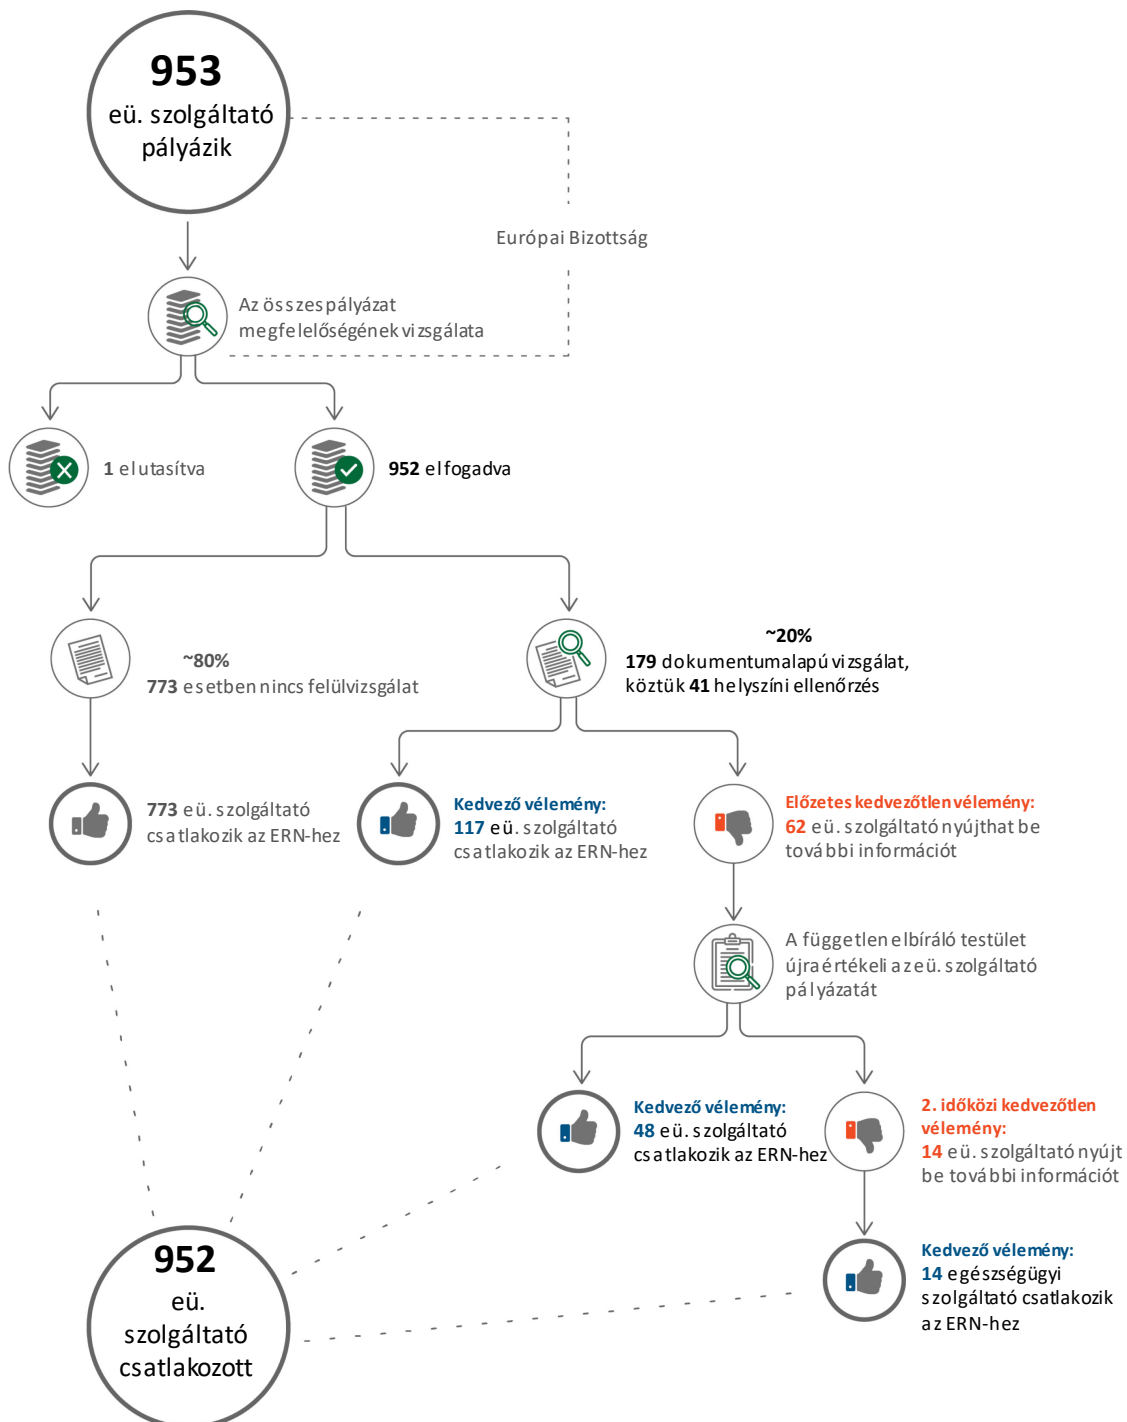 953
eü. szolgáltató
pályázik
Európai Bizottság
Az összes pályázat
megfelelőségének vizsgálata
1 elutasítva
952 elfogadva
~80%
773 esetben nincs felülvizsgálat
~20%
179 dokumentumalapú vizsgálat,
köztük 41 helyszíni ellenőrzés
773 eü. szolgáltató
csatlakozik az ERN-hez
Kedvező vélemény:
117 eü. szolgáltató
csatlakozik az ERN-hez
Előzetes kedvezőtlen vélemény:
62 eü. szolgáltató nyújthat be
további információt
A független elbíráló testület
újraértékeli az eü. szolgáltató
pályázatát
Kedvező vélemény:
48 eü. szolgáltató
csatlakozik az ERN-hez
2. időközi kedvezőtlen
vélemény:
14 eü. szolgáltató nyújt
be további információt
Kedvező vélemény:
14 egészségügyi
szolgáltató csatlakozik
az ERN-hez
952
eü.
szolgáltató
csatlakozott